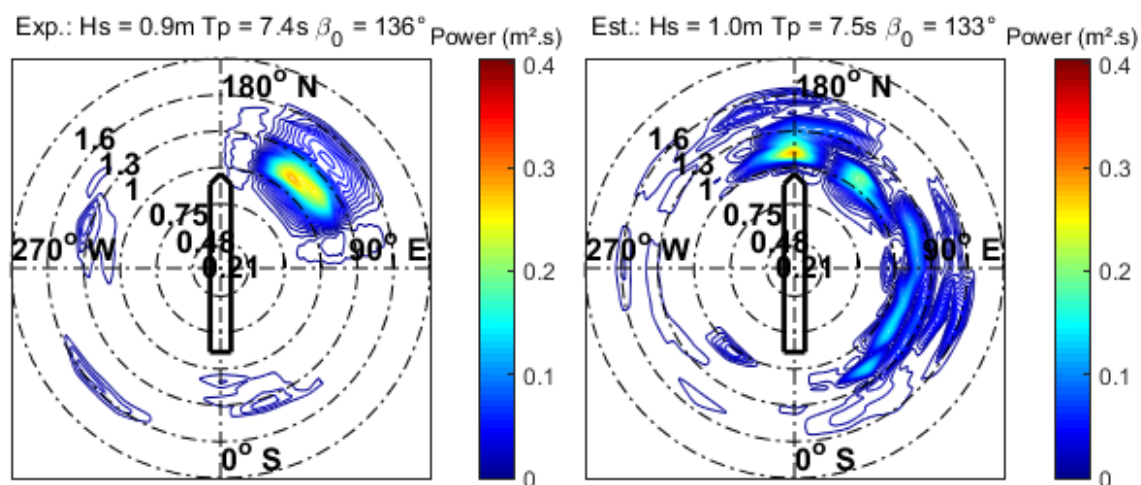 Exp.: Hs = 0.9m Tp = 7.4s β₀ = 136° Power (m².s)
180° N
1.6
1.3
1
0.75
0.48
0.21
270° W
90° E
0° S
0.4
0.3
0.2
0.1
0
Est.: Hs = 1.0m Tp = 7.5s β₀ = 133° Power (m².s)
180° N
1.6
1.3
1
0.75
0.48
0.21
270° W
90° E
0° S
0.4
0.3
0.2
0.1
0